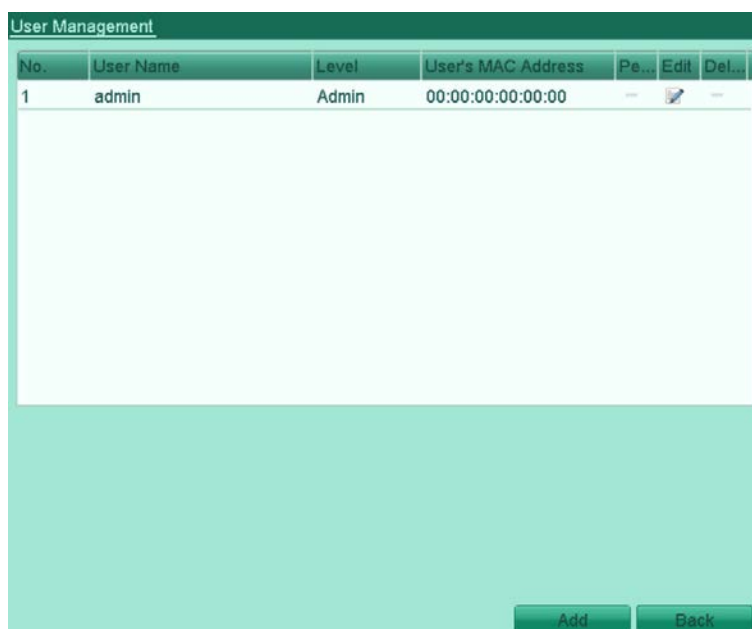 User Management
No. User Name Level User's MAC Address Pe... Edit Del...
1 admin Admin 00:00:00:00:00:00 — —
Add Back